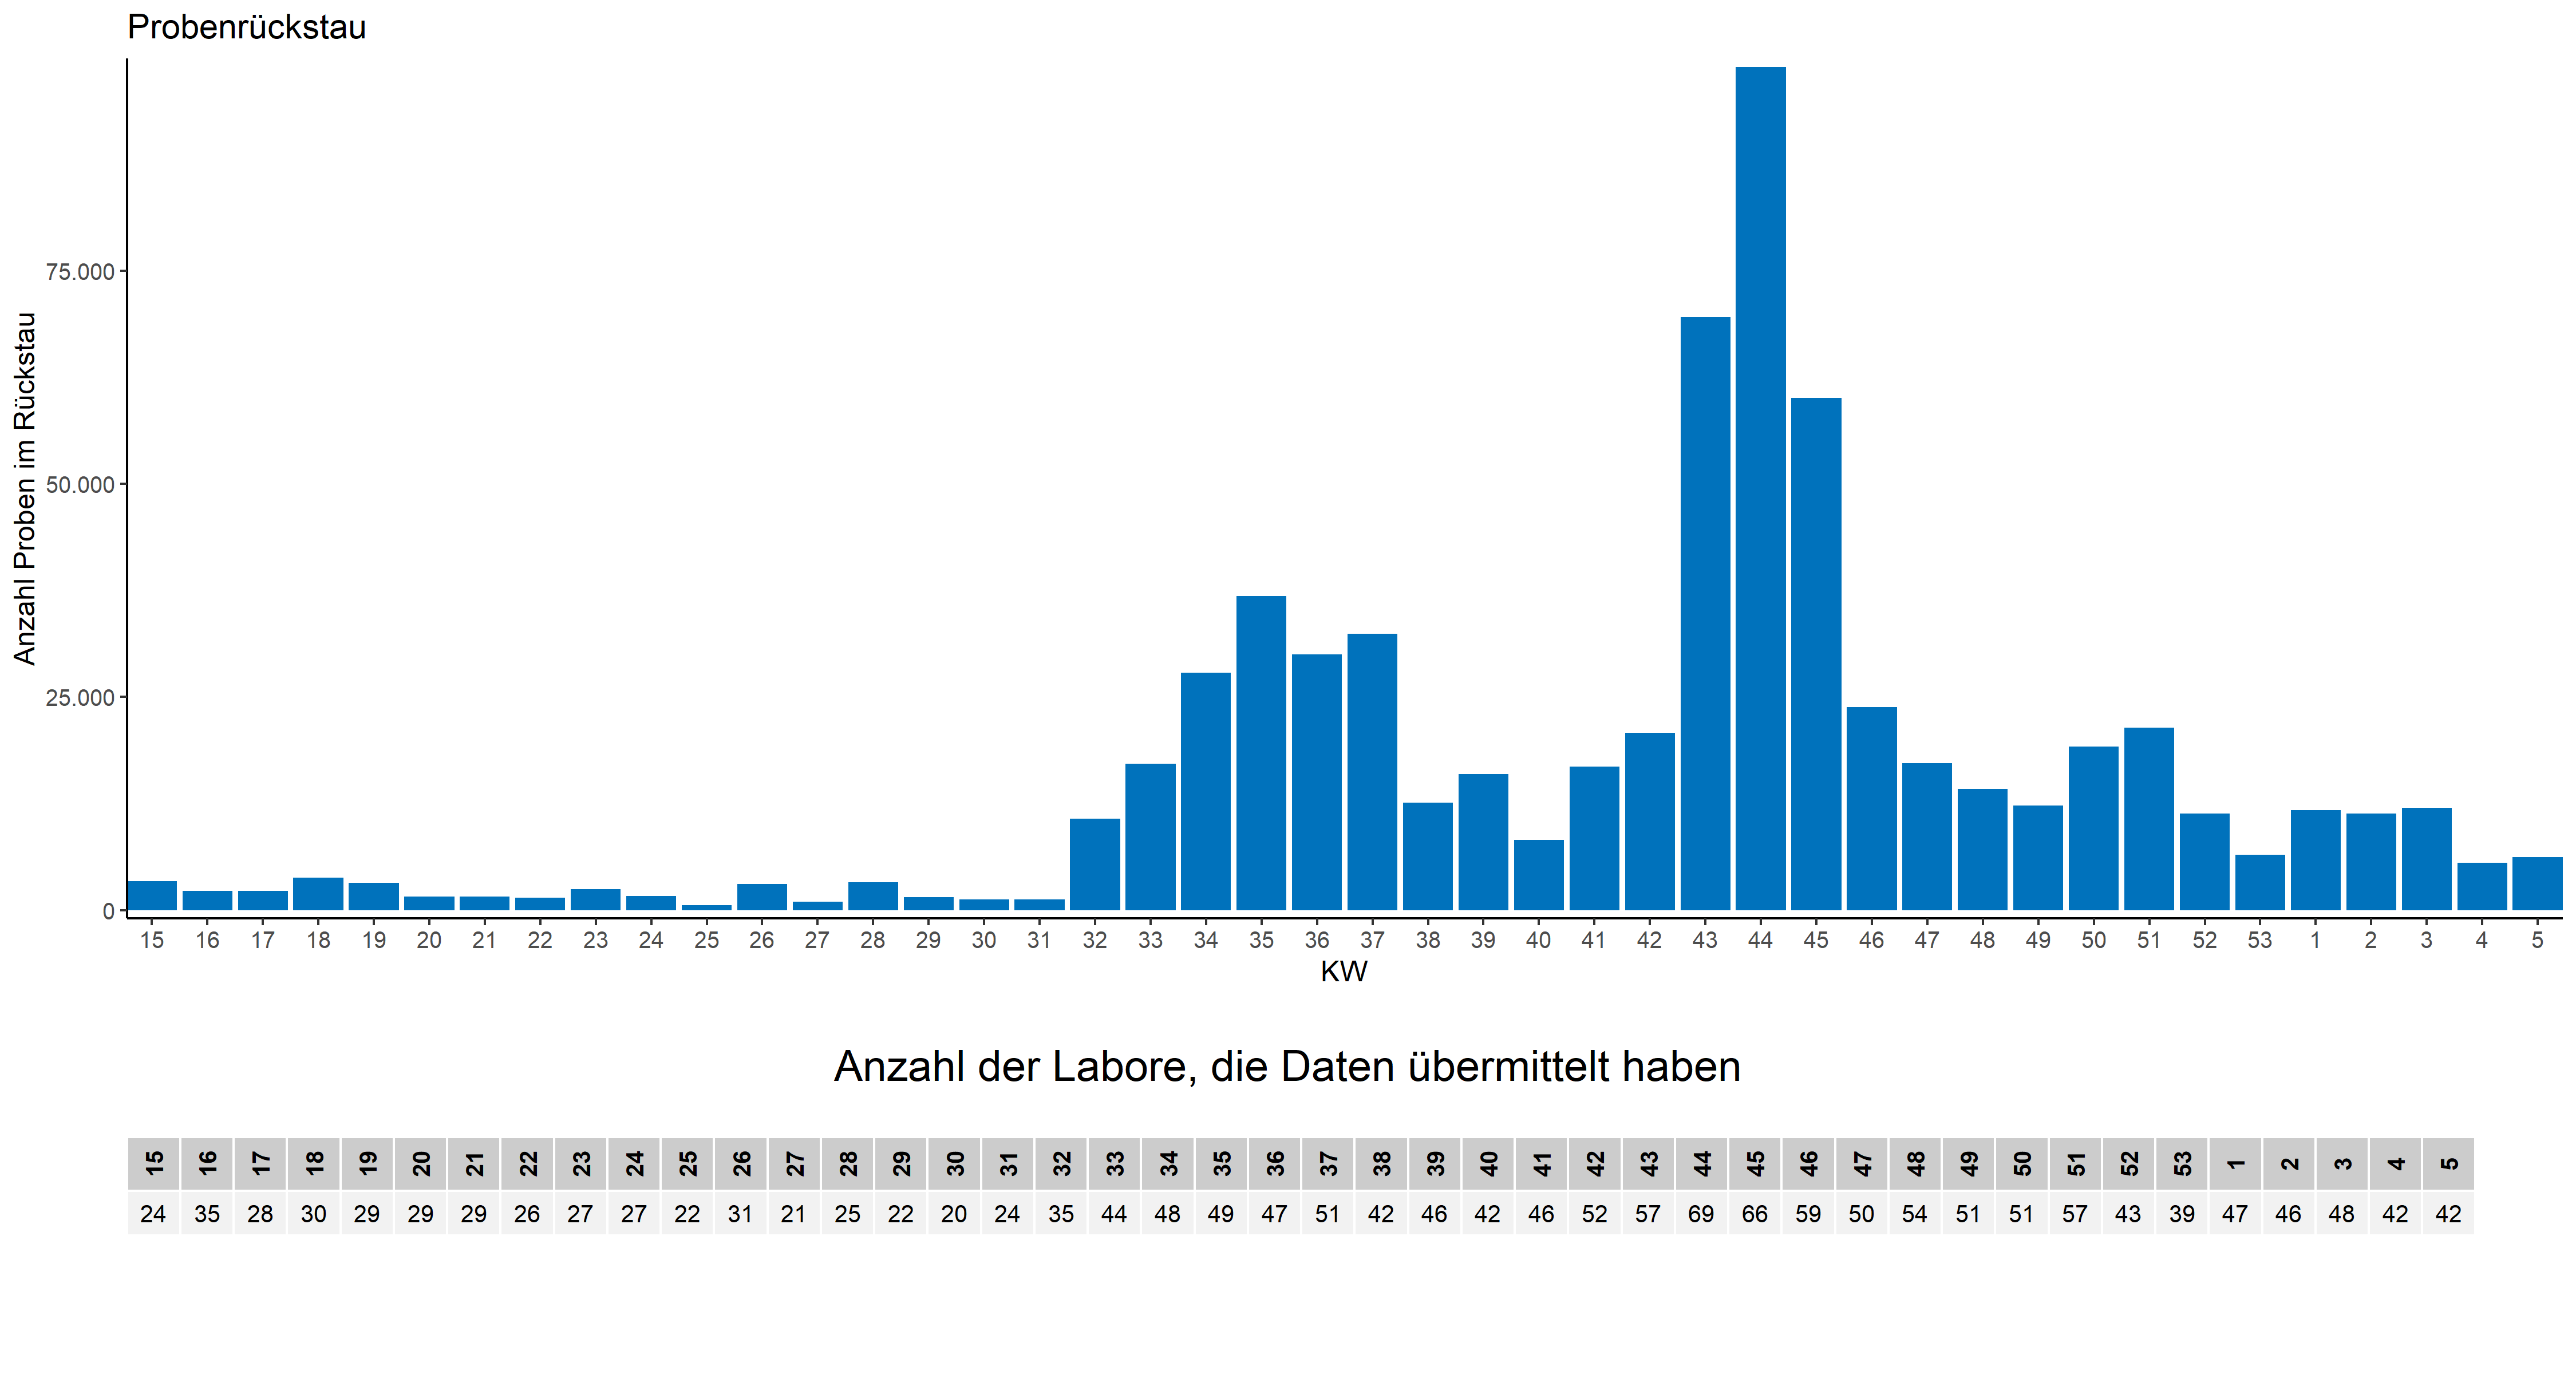 Probenrückstau
Anzahl Proben im Rückstau
75.000
50.000
25.000
0
15 16 17 18 19 20 21 22 23 24 25 26 27 28 29 30 31 32 33 34 35 36 37 38 39 40 41 42 43 44 45 46 47 48 49 50 51 52 53 1 2 3 4 5
KW
Anzahl der Labore, die Daten übermittelt haben
15 16 17 18 19 20 21 22 23 24 25 26 27 28 29 30 31 32 33 34 35 36 37 38 39 40 41 42 43 44 45 46 47 48 49 50 51 52 53 1 2 3 4 5
24 35 28 30 29 29 29 26 27 27 22 31 21 25 22 20 24 35 44 48 49 47 51 42 46 42 46 52 57 69 66 59 50 54 51 51 57 43 39 47 46 48 42 42